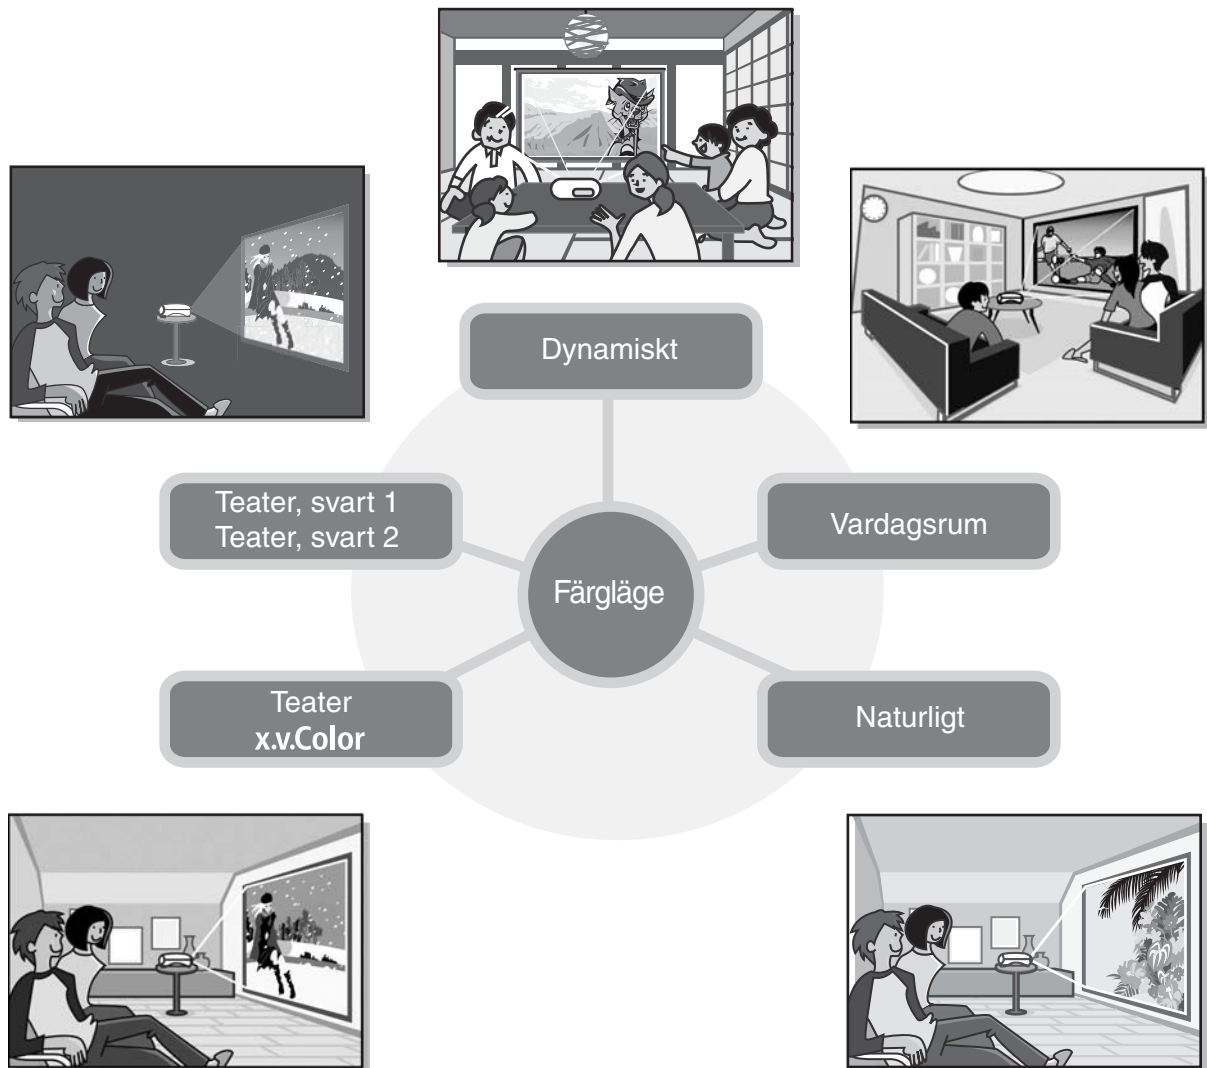 Dynamiskt
Teater, svart 1
Teater, svart 2
Vardagsrum
Färgläge
Teater
x.v.Color
Naturligt